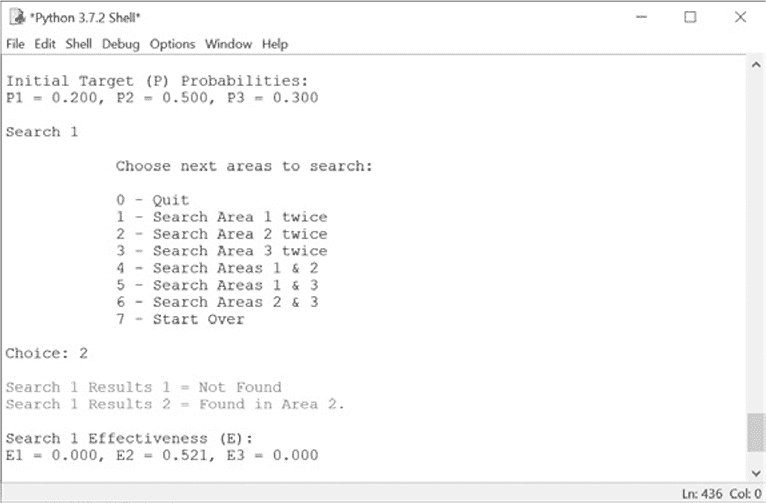 *Python 3.7.2 Shell*
File Edit Shell Debug Options Window Help
Initial Target (P) Probabilities:
P1 = 0.200, P2 = 0.500, P3 = 0.300
Search 1
Choose next areas to search:
0 - Quit
1 - Search Area 1 twice
2 - Search Area 2 twice
3 - Search Area 3 twice
4 - Search Areas 1 & 2
5 - Search Areas 1 & 3
6 - Search Areas 2 & 3
7 - Start Over
Choice: 2
Search 1 Results 1 = Not Found
Search 1 Results 2 = Found in Area 2.
Search 1 Effectiveness (E):
E1 = 0.000, E2 = 0.521, E3 = 0.000
Ln: 436 Col: 0